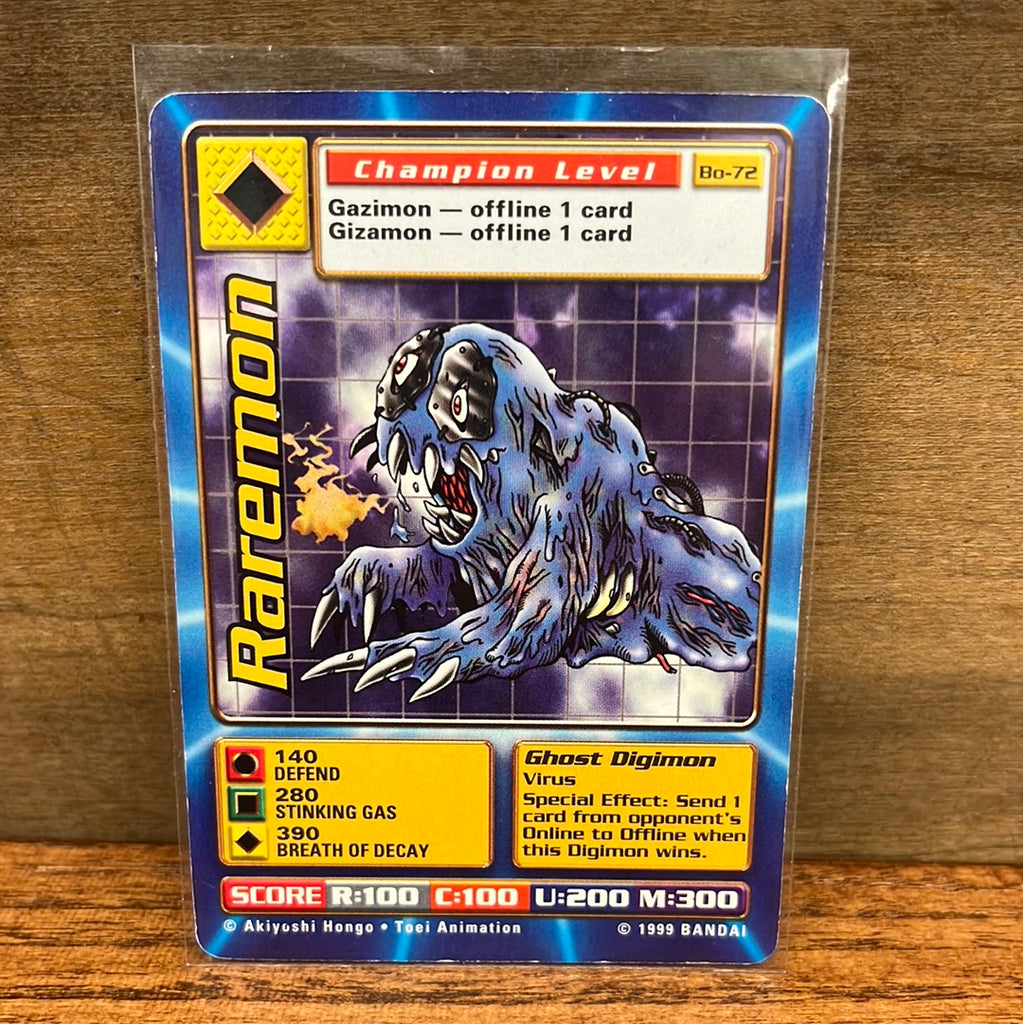 Champion Level
Bo-72
Gazimon — offline 1 card
Gizamon — offline 1 card
Raremon
140
DEFEND
280
STINKING GAS
390
BREATH OF DECAY
Ghost Digimon
Virus
Special Effect: Send 1
card from opponent's
Online to Offline when
this Digimon wins.
SCORE R:100 C:100 U:200 M:300
© Akiyoshi Hongo • Toei Animation
© 1999 BANDAI